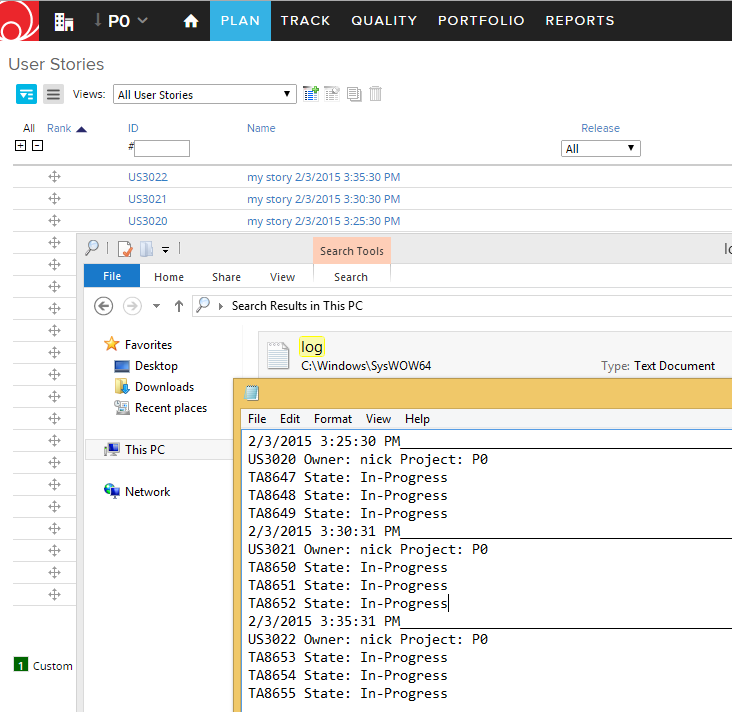 P0 PLAN TRACK QUALITY PORTFOLIO REPORTS
User Stories
Views: All User Stories
All Rank ID Name Release
# All
US3022 my story 2/3/2015 3:35:30 PM
US3021 my story 2/3/2015 3:30:30 PM
US3020 my story 2/3/2015 3:25:30 PM
Search Tools
File Home Share View Search
Search Results in This PC
Favorites
Desktop
Downloads
Recent places
This PC
Network
log
C:\Windows\SysWOW64 Type: Text Document
File Edit Format View Help
2/3/2015 3:25:30 PM
US3020 Owner: nick Project: P0
TA8647 State: In-Progress
TA8648 State: In-Progress
TA8649 State: In-Progress
2/3/2015 3:30:31 PM
US3021 Owner: nick Project: P0
TA8650 State: In-Progress
TA8651 State: In-Progress
TA8652 State: In-Progress
2/3/2015 3:35:31 PM
US3022 Owner: nick Project: P0
TA8653 State: In-Progress
TA8654 State: In-Progress
TA8655 State: In-Progress
1 Custom